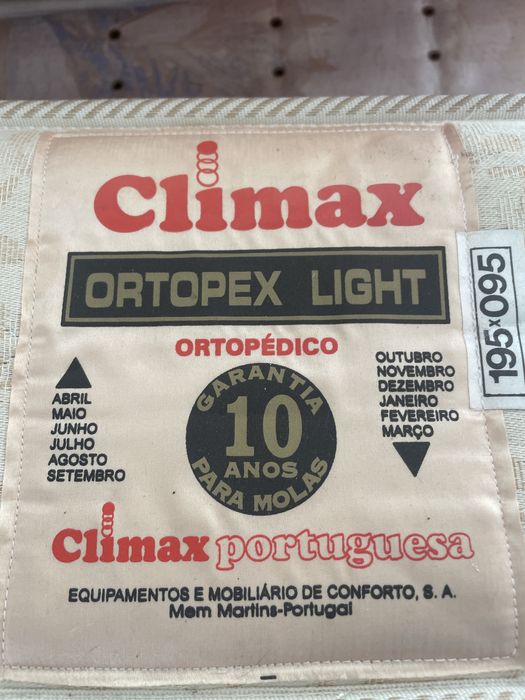 Climax
ORTOPEX LIGHT
ORTOPÉDICO
ABRIL
MAIO
JUNHO
JULHO
AGOSTO
SETEMBRO
GARANTIA
10
ANOS
PARA MOLAS
OUTUBRO
NOVEMBRO
DEZEMBRO
JANEIRO
FEVEREIRO
MARÇO
195x095
Climax portuguesa
EQUIPAMENTOS E MOBILIÁRIO DE CONFORTO, S. A.
Mem Martins-Portugal